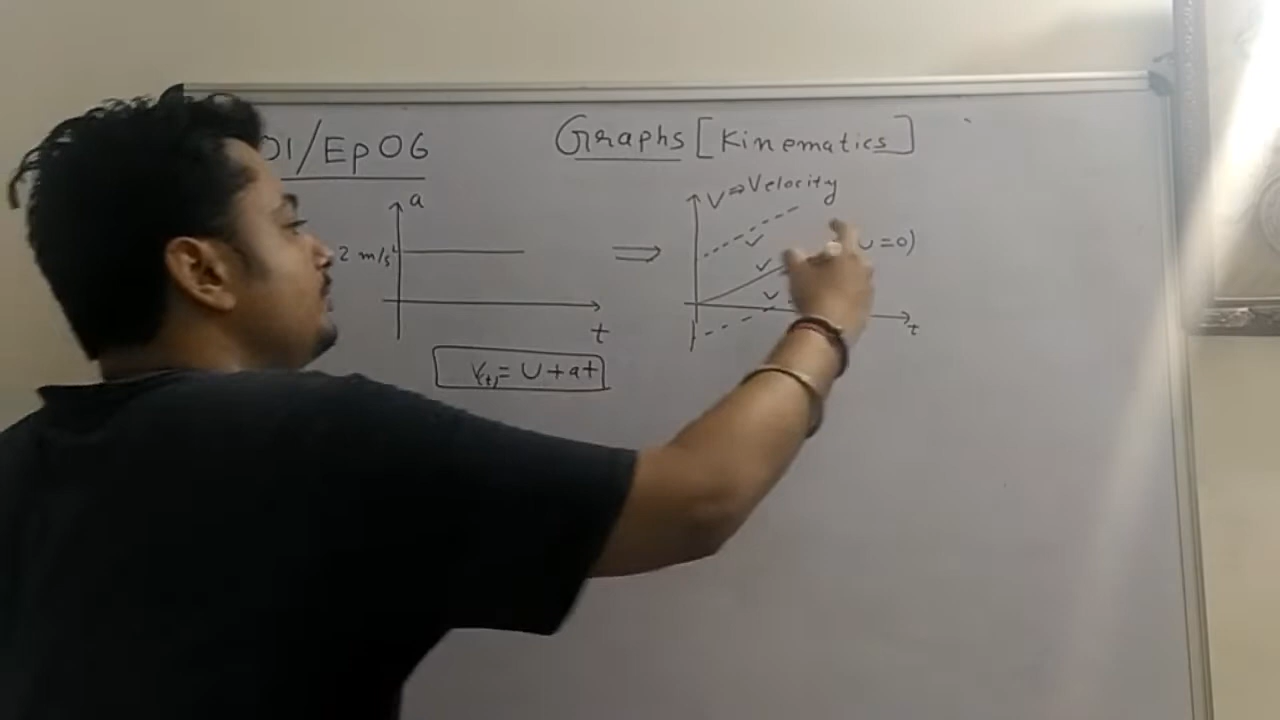 01/Ep06
Graphs [Kinematics]
a
2 m/s²
t
V(t) = U + at
V ⇒ Velocity
u = 0)
t